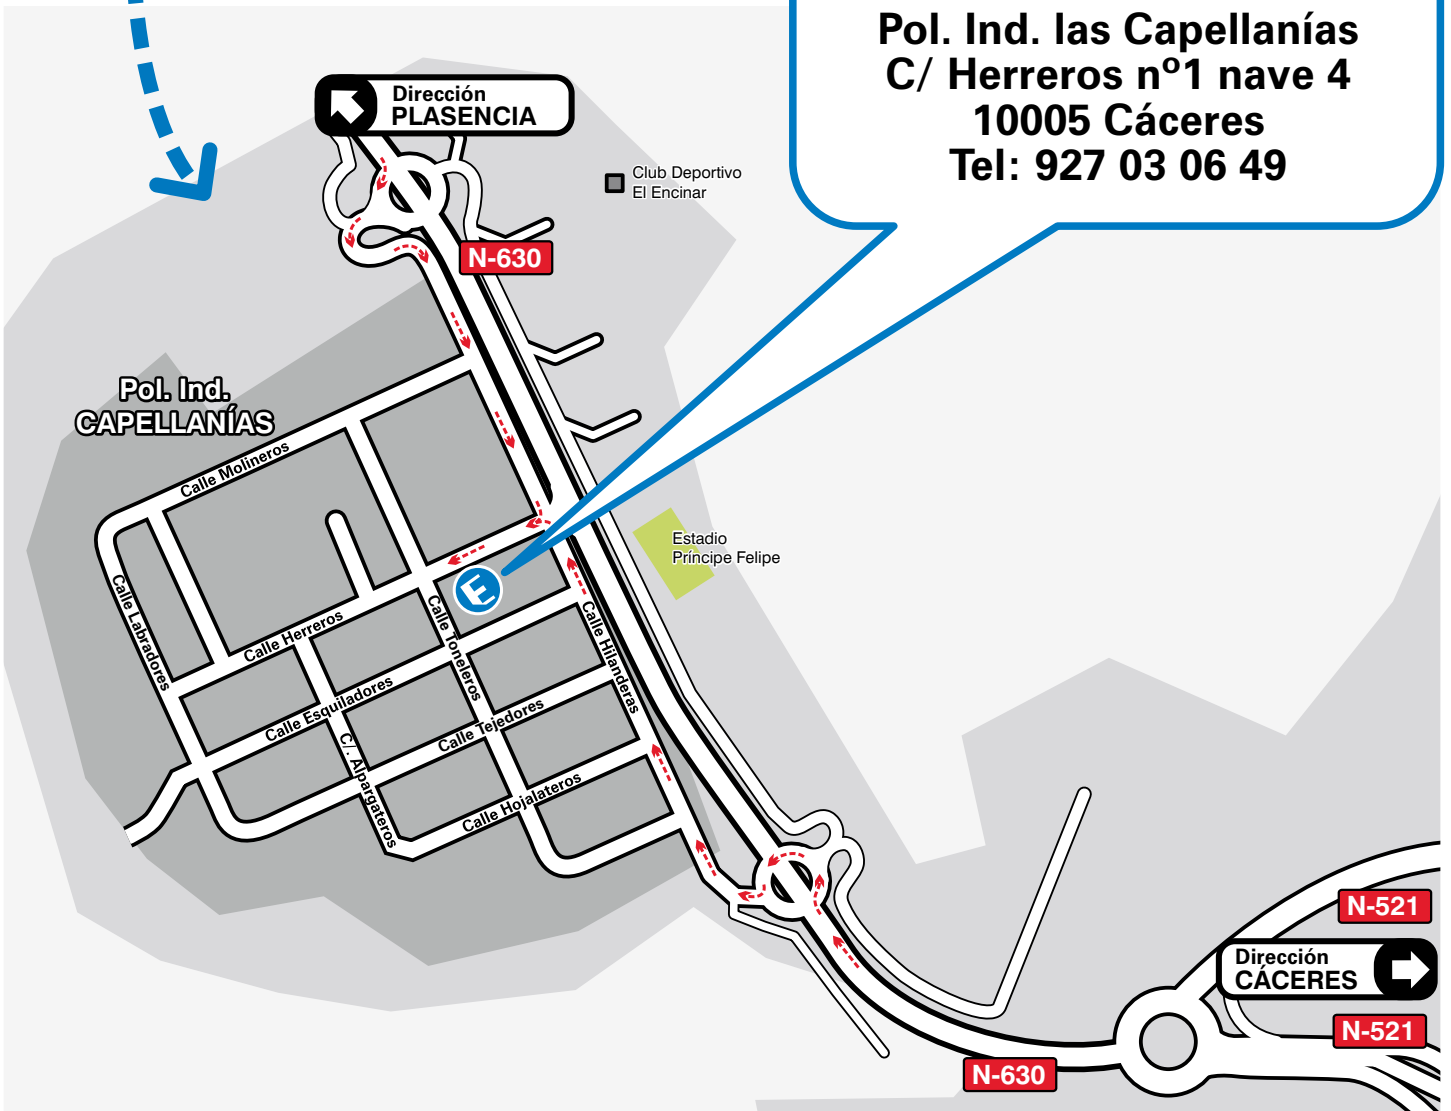 Pol. Ind. las Capellanías
C/ Herreros nº1 nave 4
10005 Cáceres
Tel: 927 03 06 49
Dirección
PLASENCIA
Club Deportivo
El Encinar
N-630
Pol. Ind.
CAPELLANÍAS
Calle Molineros
Estadio
Príncipe Felipe
Calle Labradores
Calle Herreros
Calle Toneleros
Calle Hilanderas
Calle Esquiladores
Calle Tejedores
C/. Alpargateros
Calle Hojalateros
N-521
Dirección
CÁCERES
N-521
N-630